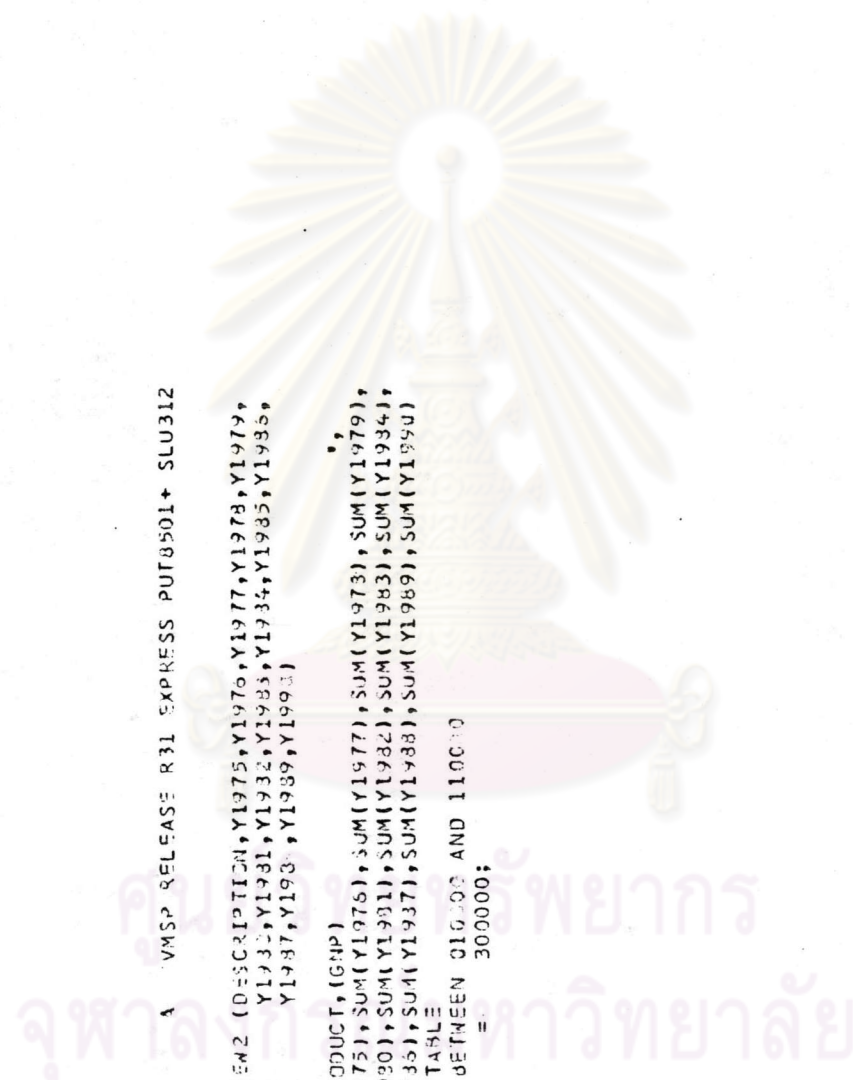 A VMSP RELEASE R31 EXPRESS PUT8501+ SLU312
EW2 (DESCRIPTION,Y1975,Y1976,Y1977,Y1978,Y1979,
Y1981,Y1982,Y1983,Y1984,Y1985,Y1986,
Y1987,Y1989,Y1990)
ODUCT,(GNP) ',
75),SUM(Y1976),SUM(Y1977),SUM(Y1978),SUM(Y1979),
980),SUM(Y1981),SUM(Y1982),SUM(Y1983),SUM(Y1984),
86),SUM(Y1987),SUM(Y1988),SUM(Y1989),SUM(Y1990)
TABLE
BETWEEN AND
= 300000;
ศูนย์วิทยทรัพยากร
จุฬาลงกรณ์มหาวิทยาลัย